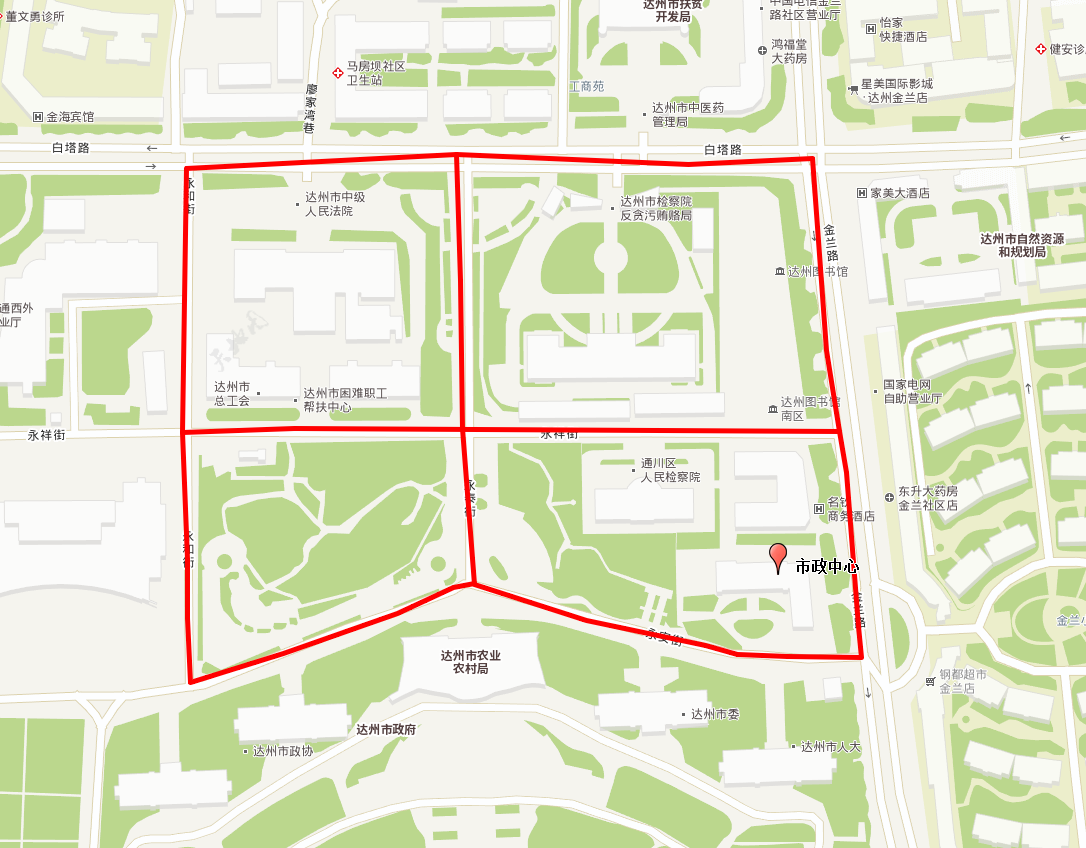 董文勇诊所
达州市扶贫
开发局
中国电信金兰
路社区营业厅
怡家
快捷酒店
鸿福堂
大药房
健安诊
马房坝社区
卫生站
工商苑
星美国际影城
达州金兰店
廖家湾巷
金海宾馆
达州市中医药
管理局
白塔路
白塔路
永和街
达州市中级
人民法院
达州市检察院
反贪污贿赂局
家美大酒店
金兰路
达州市自然资源
和规划局
达州图书馆
通西外
业厅
达州市
总工会
达州市困难职工
帮扶中心
国家电网
自助营业厅
达州图书馆
南区
永祥街
永祥街
通川区
人民检察院
永泰街
东升大药房
金兰社区店
商务酒店
永和街
市政中心
金兰小
永安街
达州市农业
农村局
钢都超市
金兰店
达州市委
达州市政府
达州市政协
达州市人大